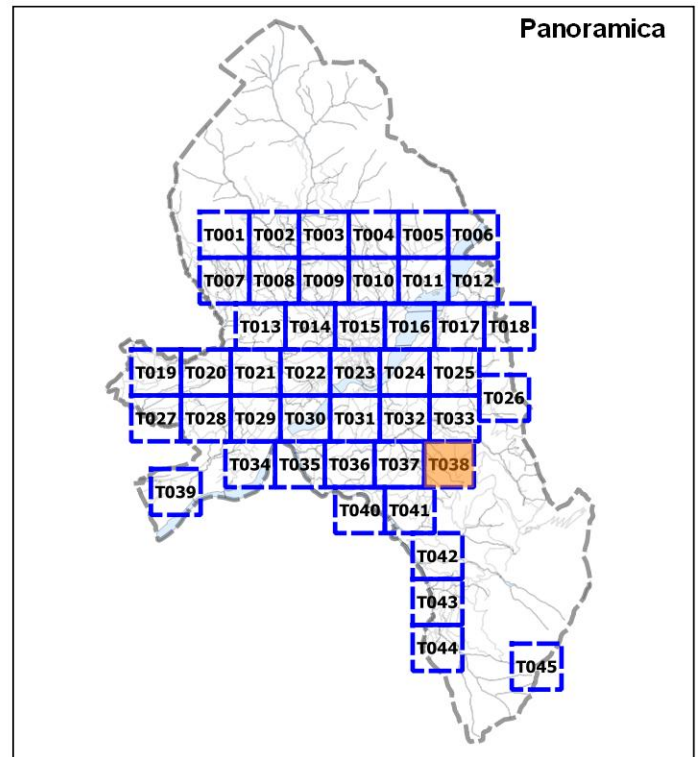 Panoramica
T001 T002 T003 T004 T005 T006
T007 T008 T009 T010 T011 T012
T013 T014 T015 T016 T017 T018
T019 T020 T021 T022 T023 T024 T025
T026
T027 T028 T029 T030 T031 T032 T033
T034 T035 T036 T037 T038
T039
T040 T041
T042
T043
T044
T045